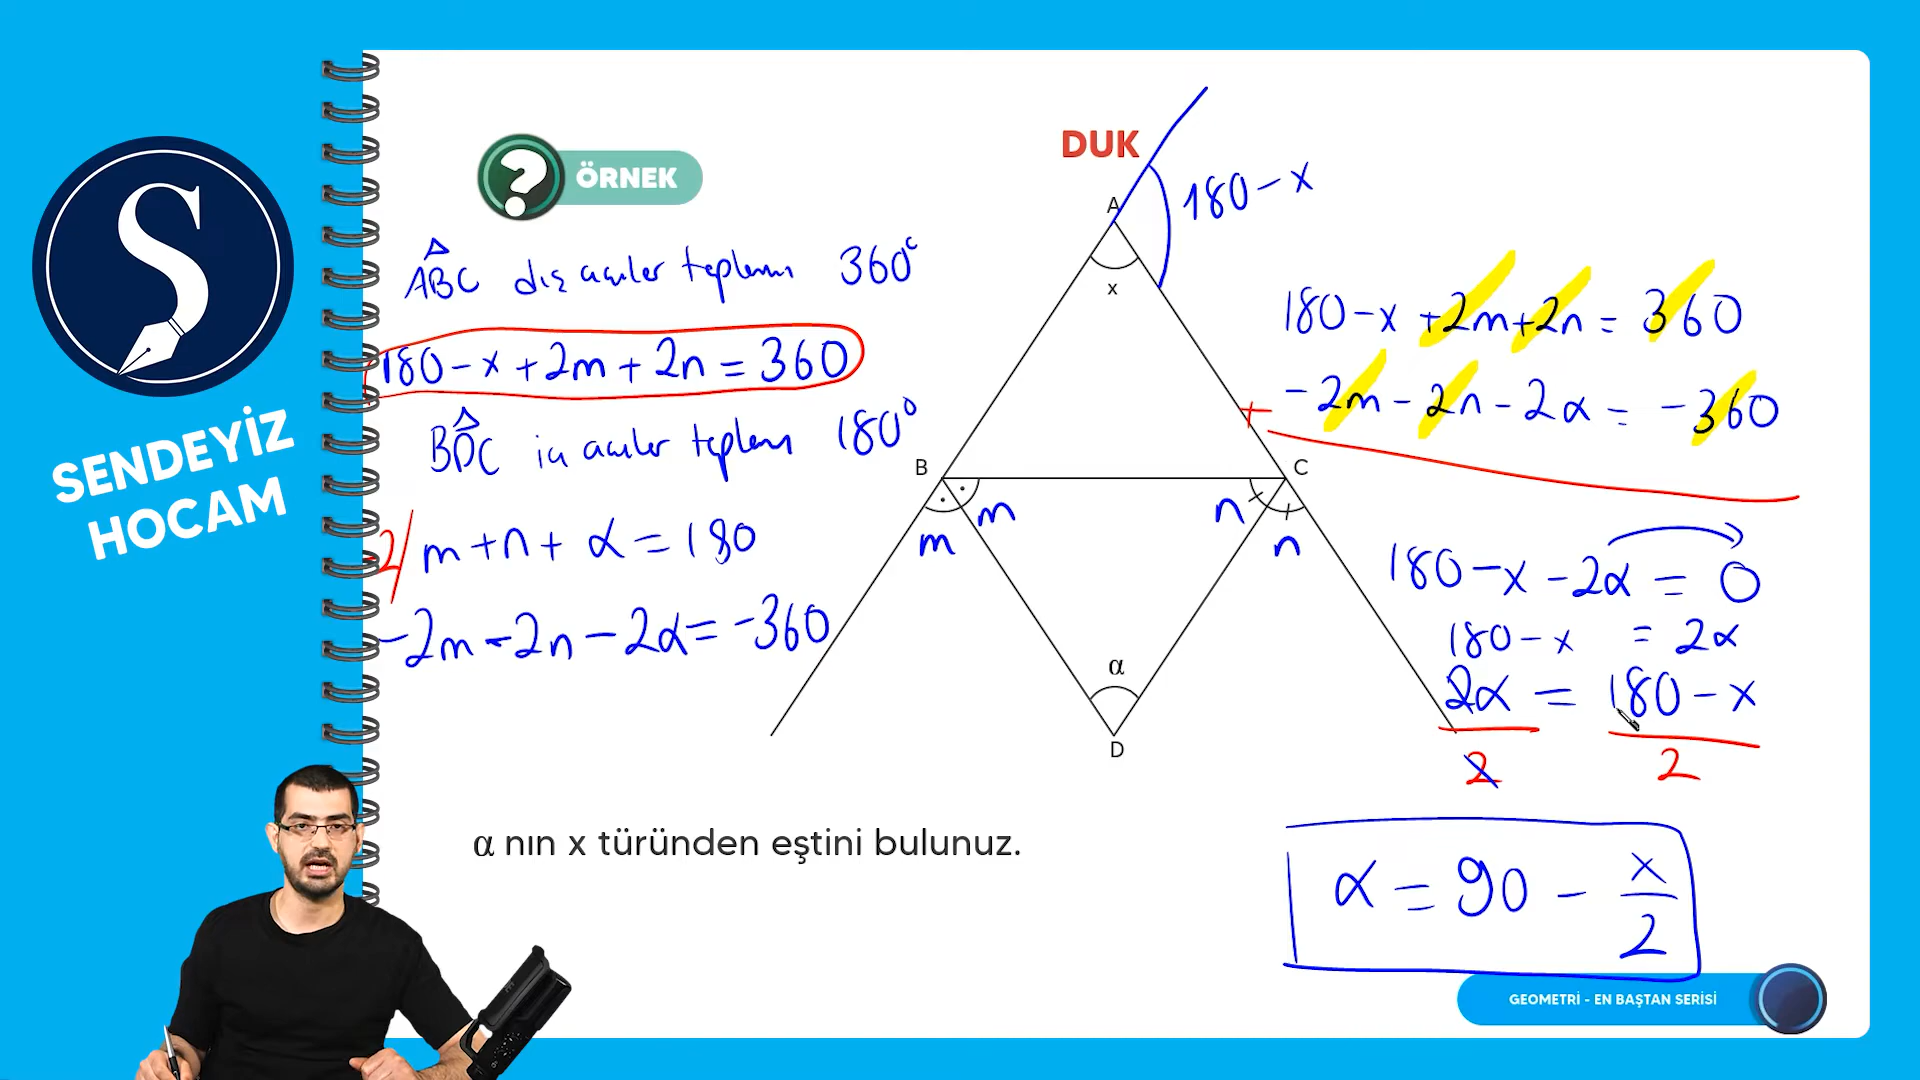 SENDEYİZ
HOCAM
S
?
ÖRNEK
ABC dış açılar toplamı 360°
180-x+2m+2n=360
BDC iç açılar toplamı 180°
2/ m+n+α=180
-2m-2n-2α=-360
DUK
180-x
A
x
B
C
m
m
n
n
α
D
180-x+2m+2n=360
+
-2m-2n-2α=-360
180-x-2α=0
180-x=2α
2α=180-x
2 2
α=90-x/2
α nın x türünden eştini bulunuz.
GEOMETRİ - EN BAŞTAN SERİSİ